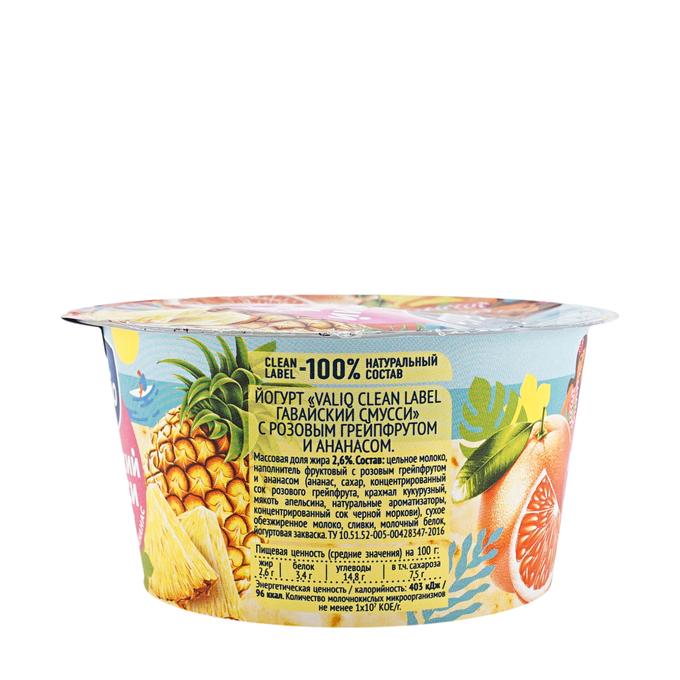 CLEAN LABEL -100% НАТУРАЛЬНЫЙ СОСТАВ
ЙОГУРТ «VALIO CLEAN LABEL
ГАВАЙСКИЙ СМУССИ»
С РОЗОВЫМ ГРЕЙПФРУТОМ
И АНАНАСОМ.
Массовая доля жира 2,6%. Состав: цельное молоко,
наполнитель фруктовый с розовым грейпфрутом
и ананасом (ананас, сахар, концентрированный
сок розового грейпфрута, крахмал кукурузный,
мякоть апельсина, натуральные ароматизаторы,
концентрированный сок черной моркови), сухое
обезжиренное молоко, сливки, молочный белок,
йогуртовая закваска. ТУ 10.51.52-005-00428347-2016
Пищевая ценность (средние значения) на 100 г:
жир белок углеводы в т.ч. сахароза
2,6 г 3,4 г 14,8 г 7,5 г
Энергетическая ценность / калорийность: 403 кДж /
96 ккал. Количество молочнокислых микроорганизмов
не менее 1х10⁷ КОЕ/г.